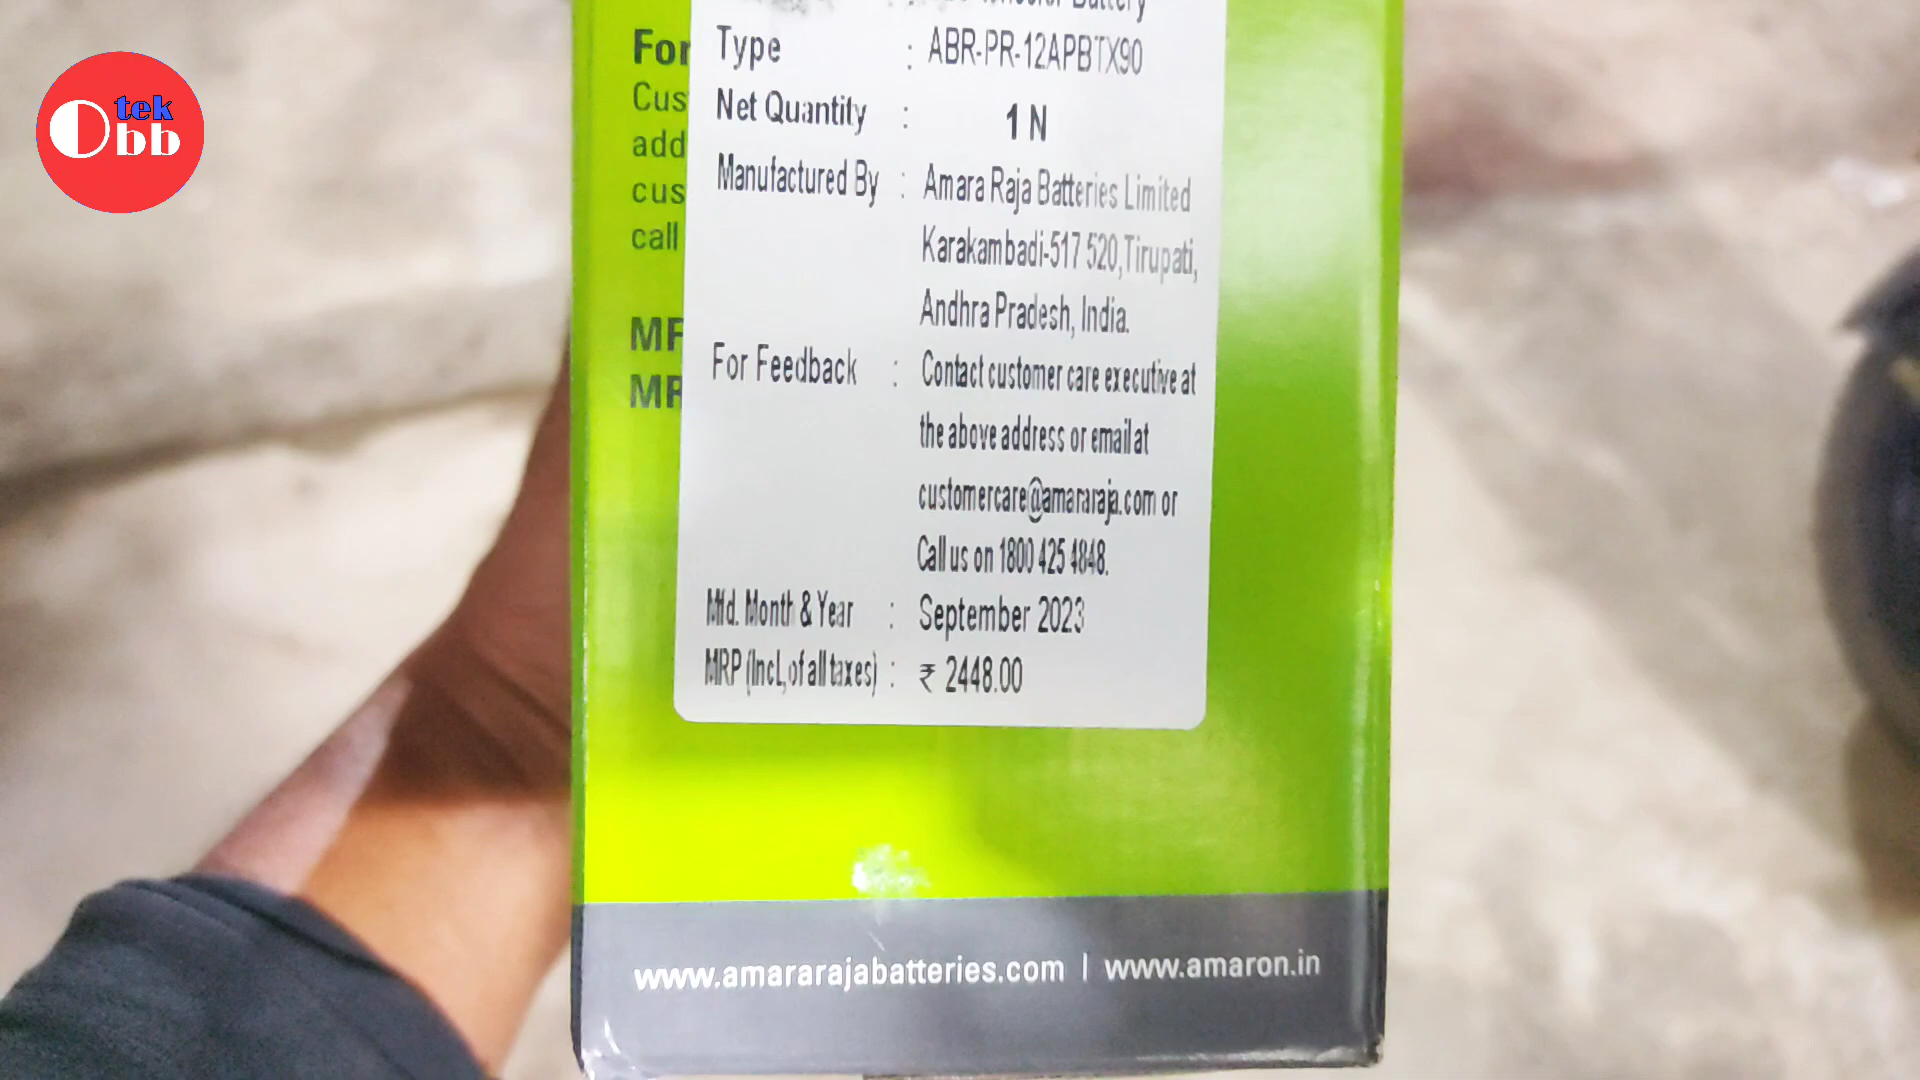 tek
bb
Battery
For
Type : ABR-PR-12APBTX90
Cus
Net Quantity : 1 N
add
cus
Manufactured By : Amara Raja Batteries Limited
call
Karakambadi-517 520,Tirupati,
Andhra Pradesh, India.
MF
For Feedback : Contact customer care executive at
MR
the above address or email at
customercare@amararaja.com or
Call us on 1800 425 4848.
Mfd. Month & Year : September 2023
MRP (Incl,of all taxes) : ₹ 2448.00
www.amararajabatteries.com | www.amaron.in